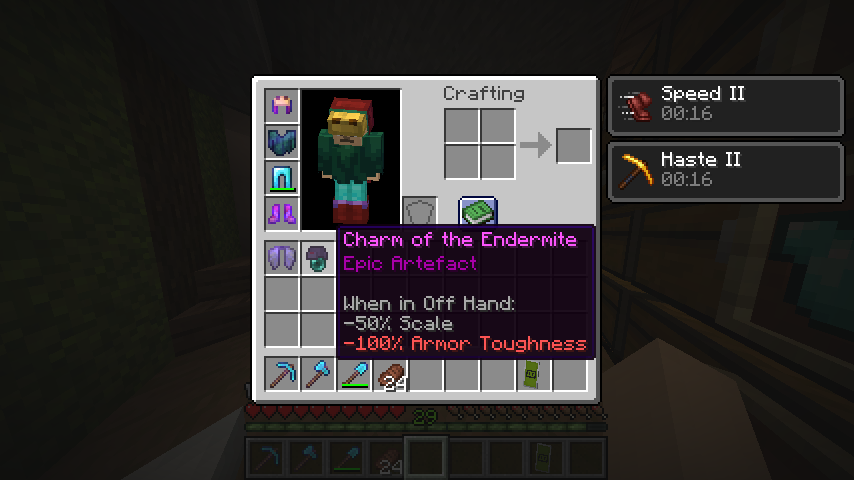 Crafting
Speed II
00:16
Haste II
00:16
Charm of the Endermite
Epic Artefact
When in Off Hand:
-50% Scale
-100% Armor Toughness
24
29
24